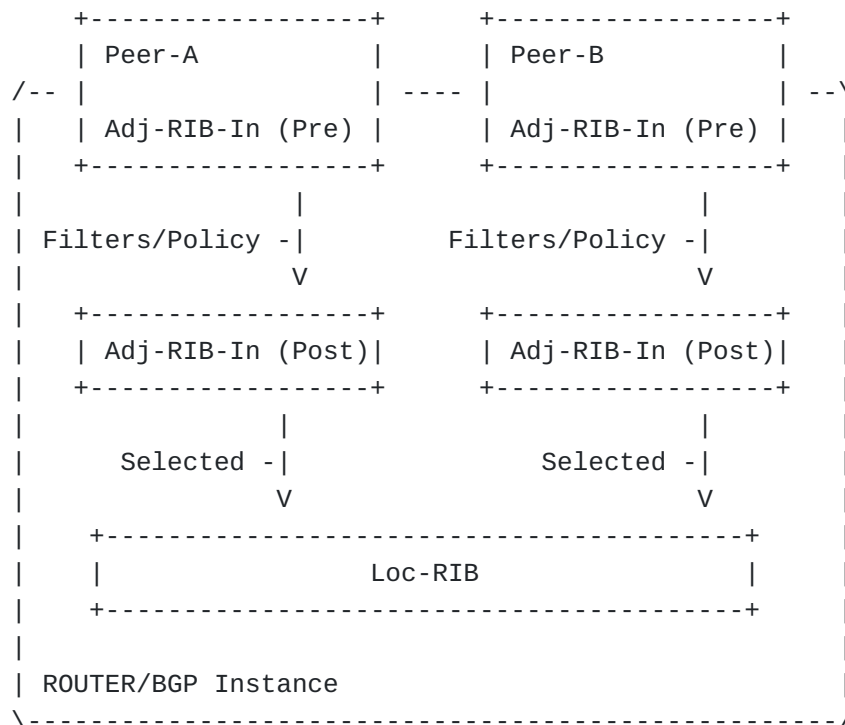 Peer-A Peer-B
Adj-RIB-In (Pre) Adj-RIB-In (Pre)
Filters/Policy Filters/Policy
V V
Adj-RIB-In (Post) Adj-RIB-In (Post)
Selected Selected
V V
Loc-RIB
ROUTER/BGP Instance